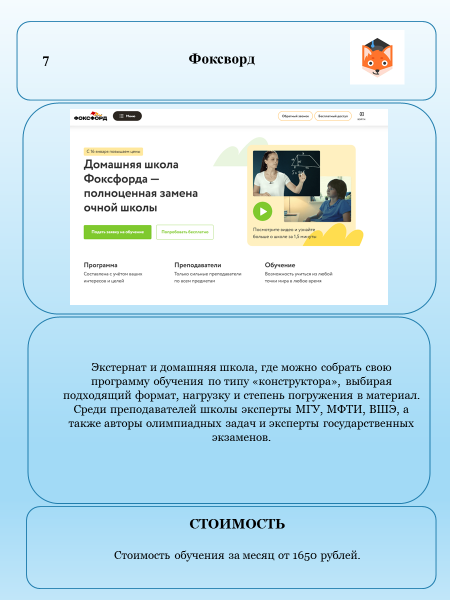 7
Фоксворд
ФОКСФОРД
Меню
Обратный звонок
Бесплатный доступ
С 16 января повышаем цены
Домашняя школа
Фоксфорда —
полноценная замена
очной школы
Подать заявку на обучение
Попробовать бесплатно
Посмотрите видео и узнайте
больше о школе за 1,5 минуты
Программа
Составлена с учётом ваших
интересов и целей
Преподаватели
Только сильные преподаватели
по всем предметам
Обучение
Возможность учиться из любой
точки мира в любое время
Экстернат и домашняя школа, где можно собрать свою
программу обучения по типу «конструктора», выбирая
подходящий формат, нагрузку и степень погружения в материал.
Среди преподавателей школы эксперты МГУ, МФТИ, ВШЭ, а
также авторы олимпиадных задач и эксперты государственных
экзаменов.
СТОИМОСТЬ
Стоимость обучения за месяц от 1650 рублей.